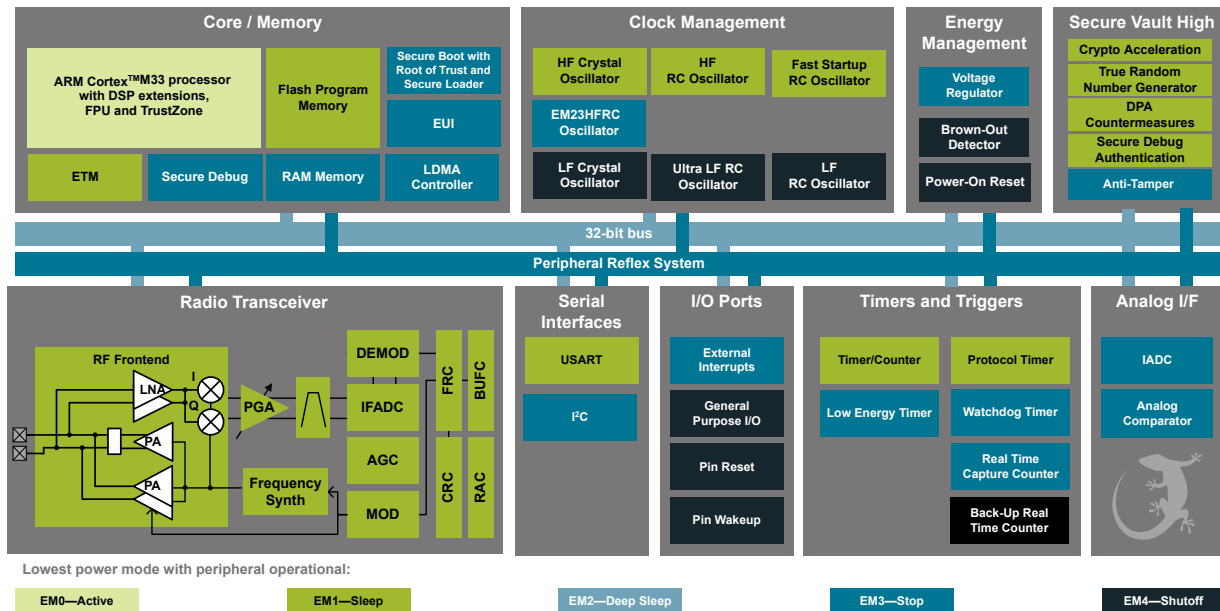 Core / Memory
ARM Cortex™M33 processor
with DSP extensions,
FPU and TrustZone
Flash Program
Memory
Secure Boot with
Root of Trust and
Secure Loader
EUI
ETM
Secure Debug
RAM Memory
LDMA
Controller
Clock Management
HF Crystal
Oscillator
HF
RC Oscillator
Fast Startup
RC Oscillator
EM23HFRC
Oscillator
LF Crystal
Oscillator
Ultra LF RC
Oscillator
LF
RC Oscillator
Energy
Management
Voltage
Regulator
Brown-Out
Detector
Power-On Reset
Secure Vault High
Crypto Acceleration
True Random
Number Generator
DPA
Countermeasures
Secure Debug
Authentication
Anti-Tamper
32-bit bus
Peripheral Reflex System
Radio Transceiver
RF Frontend
LNA
I
Q
PA
PA
PGA
Frequency
Synth
DEMOD
IFADC
AGC
MOD
FRC
BUFC
CRC
RAC
Serial
Interfaces
USART
I²C
I/O Ports
External
Interrupts
General
Purpose I/O
Pin Reset
Pin Wakeup
Timers and Triggers
Timer/Counter
Protocol Timer
Low Energy Timer
Watchdog Timer
Real Time
Capture Counter
Back-Up Real
Time Counter
Analog I/F
IADC
Analog
Comparator
Lowest power mode with peripheral operational:
EM0—Active
EM1—Sleep
EM2—Deep Sleep
EM3—Stop
EM4—Shutoff